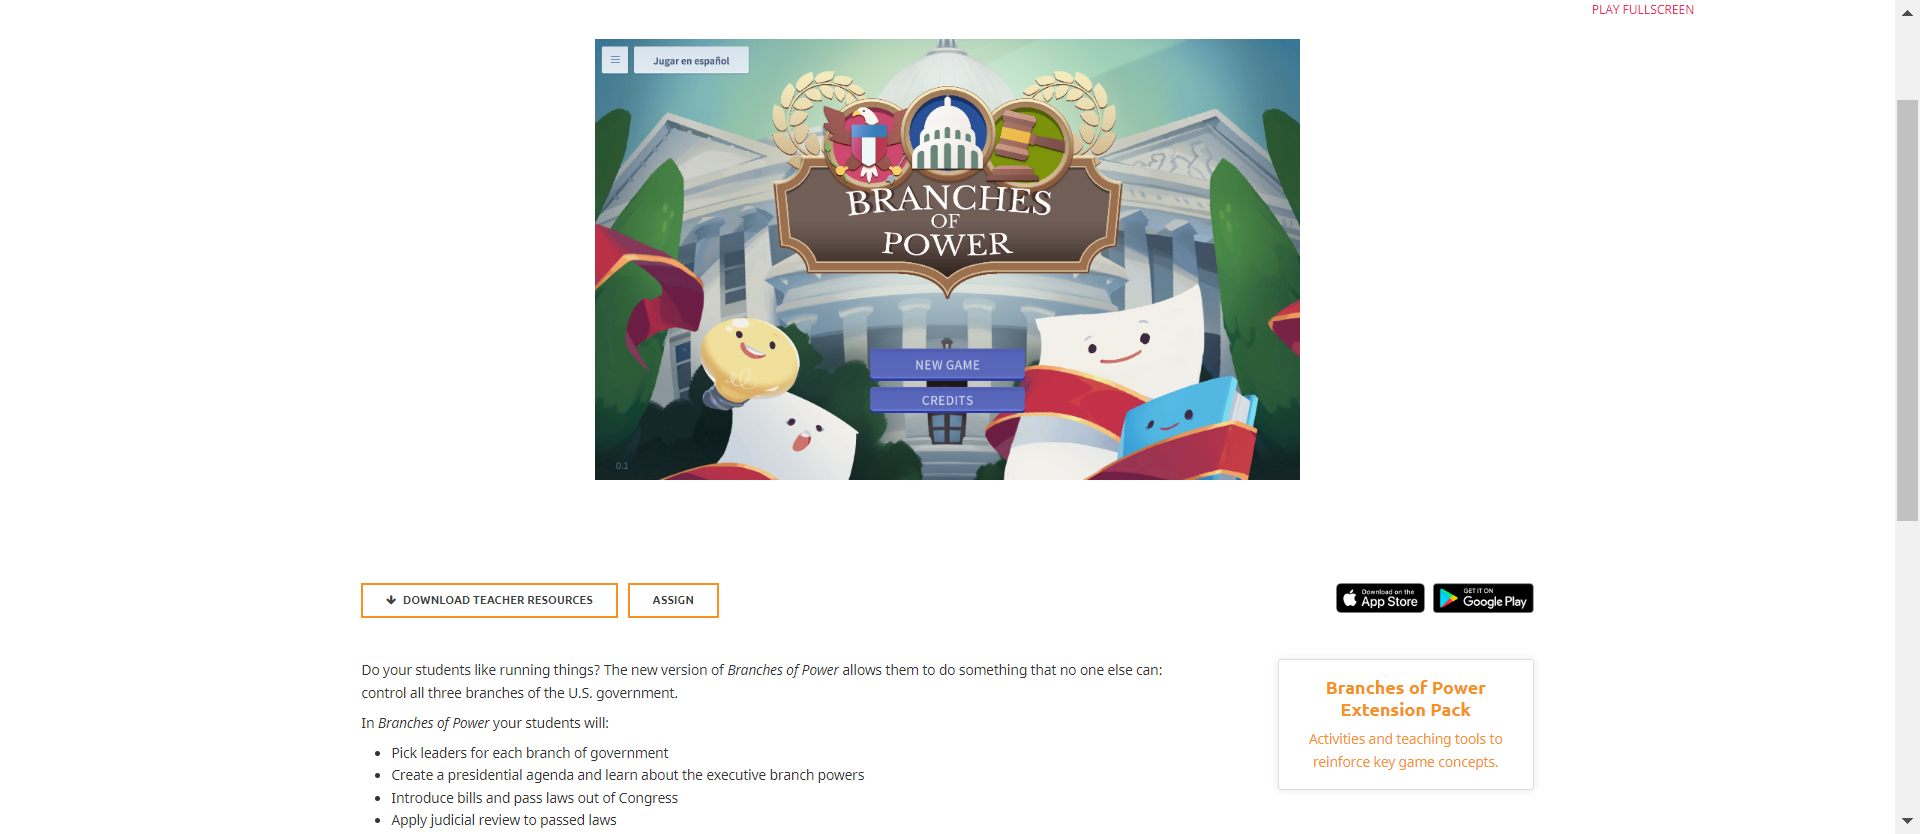 PLAY FULLSCREEN
Jugar en español
BRANCHES
OF
POWER
NEW GAME
CREDITS
0.1
DOWNLOAD TEACHER RESOURCES
ASSIGN
Download on the
App Store
GET IT ON
Google Play
Do your students like running things? The new version of Branches of Power allows them to do something that no one else can:
control all three branches of the U.S. government.
In Branches of Power your students will:
• Pick leaders for each branch of government
• Create a presidential agenda and learn about the executive branch powers
• Introduce bills and pass laws out of Congress
• Apply judicial review to passed laws
Branches of Power
Extension Pack
Activities and teaching tools to
reinforce key game concepts.